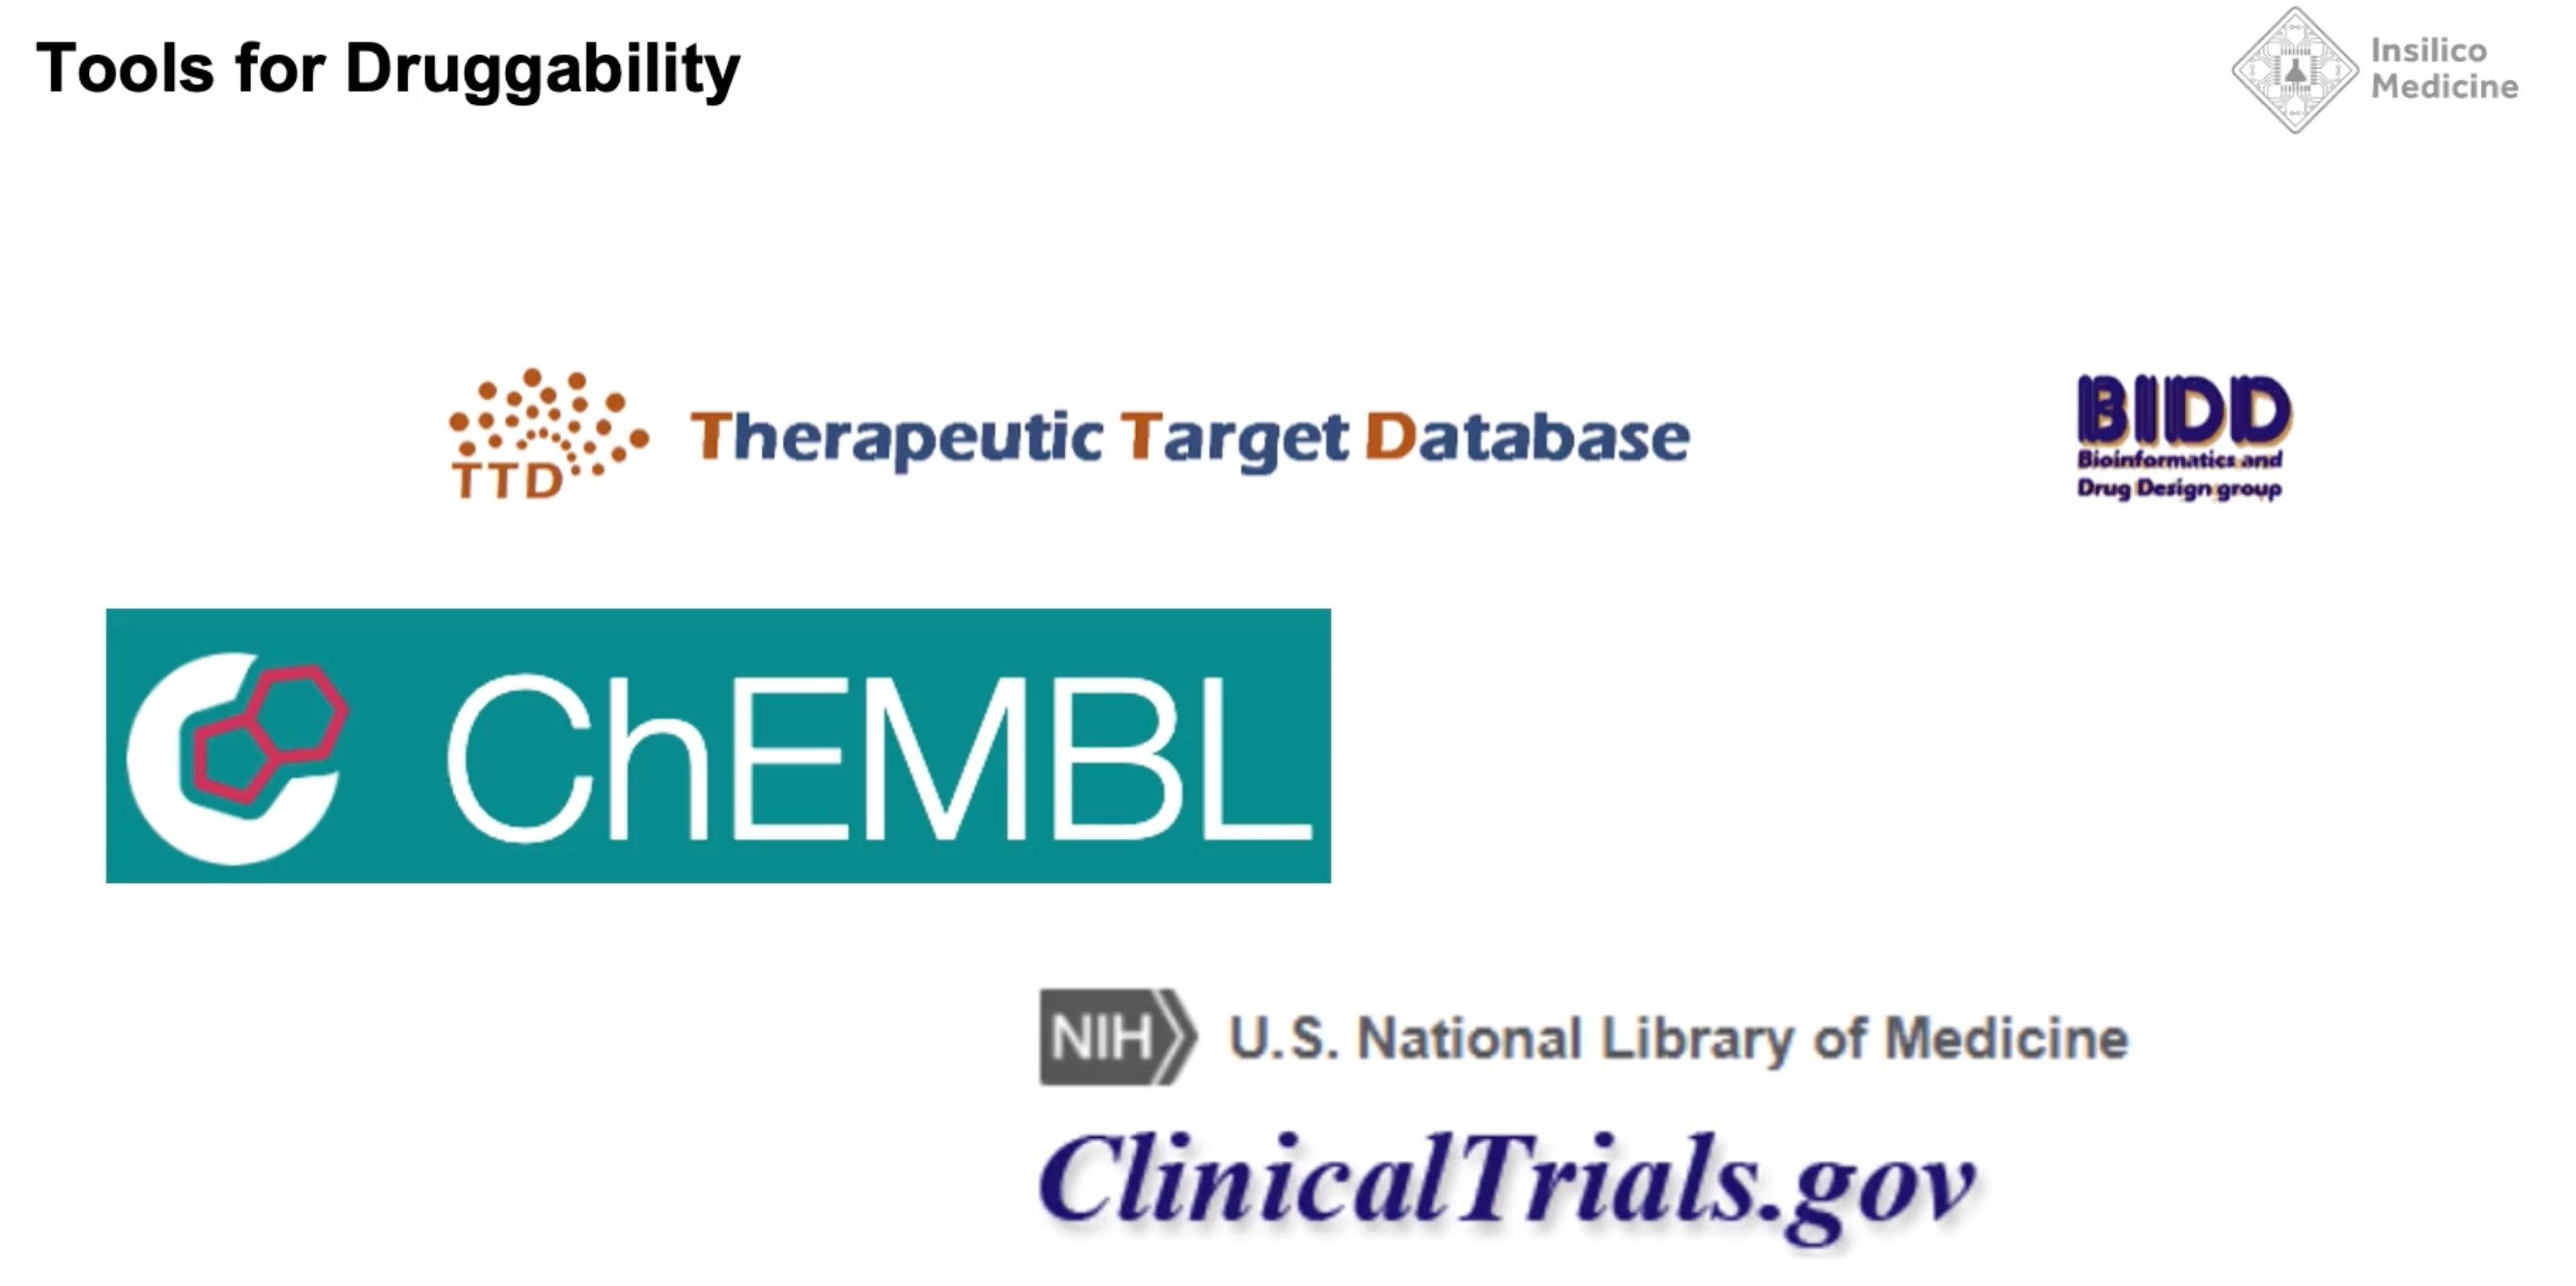 Tools for Druggability
Insilico
Medicine
TTD
Therapeutic Target Database
BIDD
Bioinformatics and
Drug Design group
ChEMBL
NIH
U.S. National Library of Medicine
ClinicalTrials.gov